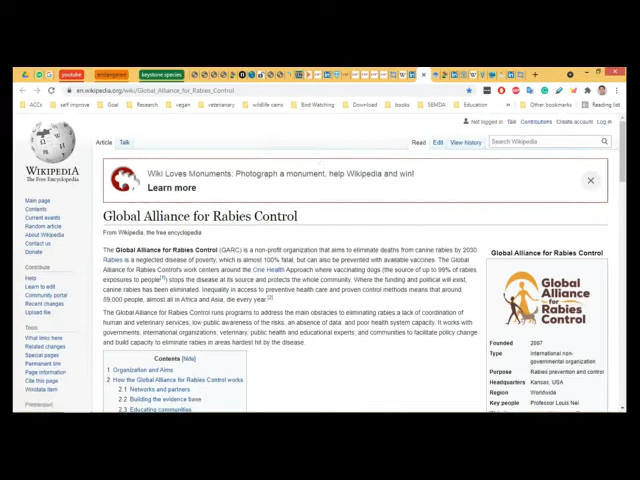 youtube endangered keystone species
en.wikipedia.org/wiki/Global_Alliance_for_Rabies_Control
ACCs self improve Goal Research vegan veterianary wildlife cams Bird Watching Download books SEMDA Education » Other bookmarks Reading list
Not logged in Talk Contributions Create account Log in
Article Talk Read Edit View history Search Wikipedia
WIKIPEDIA
The Free Encyclopedia
Main page
Contents
Current events
Random article
About Wikipedia
Contact us
Donate
Contribute
Help
Learn to edit
Community portal
Recent changes
Upload file
Tools
What links here
Related changes
Special pages
Permanent link
Page information
Cite this page
Wikidata item
Wiki Loves Monuments: Photograph a monument, help Wikipedia and win!
Learn more
Global Alliance for Rabies Control
From Wikipedia, the free encyclopedia
The Global Alliance for Rabies Control (GARC) is a non-profit organization that aims to eliminate deaths from canine rabies by 2030.
Rabies is a neglected disease of poverty, which is almost 100% fatal, but can also be prevented with available vaccines. The Global
Alliance for Rabies Control's work centers around the One Health Approach where vaccinating dogs (the source of up to 99% of rabies
exposures to people[1]) stops the disease at its source and protects the whole community. Where the funding and political will exist,
canine rabies has been eliminated. Inequality in access to preventive health care and proven control methods means that around
59,000 people, almost all in Africa and Asia, die every year.[2]
The Global Alliance for Rabies Control runs programs to address the main obstacles to eliminating rabies:a lack of coordination of
human and veterinary services; low public awareness of the risks; an absence of data; and poor health system capacity. It works with
governments, international organizations, veterinary, public health and educational experts, and communities to facilitate policy change
and build capacity to eliminate rabies in areas hardest hit by the disease.
Contents [hide]
1 Organization and Aims
2 How the Global Alliance for Rabies Control works
2.1 Networks and partners
2.2 Building the evidence base
2.3 Educating communities
Global Alliance for Rabies Control
Global
Alliance
for Rabies
Control
Founded 2007
Type International non-
governmental organization
Purpose Rabies prevention and control
Headquarters Kansas, USA
Region Worldwide
Key people Professor Louis Nel